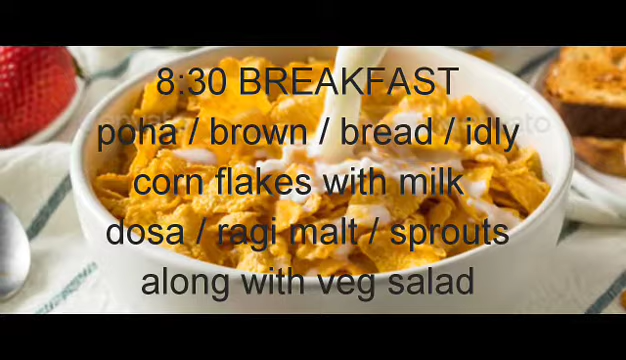 8:30 BREAKFAST
poha / brown / bread / idly
corn flakes with milk
dosa / ragi malt / sprouts
along with veg salad